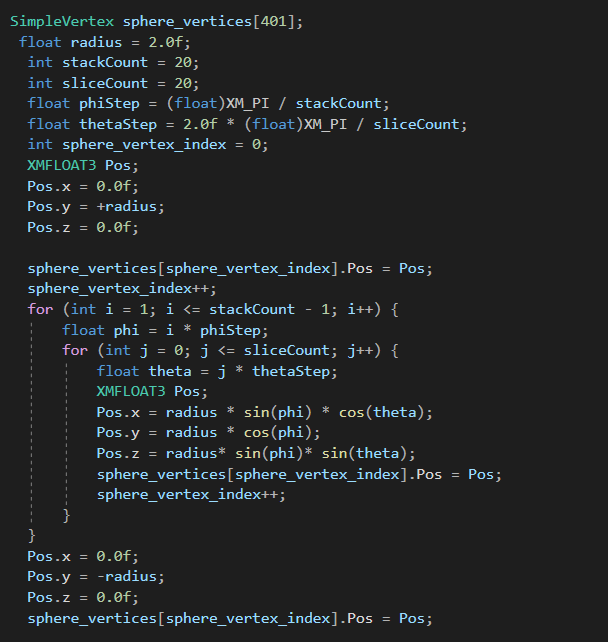 SimpleVertex sphere_vertices[401];
float radius = 2.0f;
int stackCount = 20;
int sliceCount = 20;
float phiStep = (float)XM_PI / stackCount;
float thetaStep = 2.0f * (float)XM_PI / sliceCount;
int sphere_vertex_index = 0;
XMFLOAT3 Pos;
Pos.x = 0.0f;
Pos.y = +radius;
Pos.z = 0.0f;
sphere_vertices[sphere_vertex_index].Pos = Pos;
sphere_vertex_index++;
for (int i = 1; i <= stackCount - 1; i++) {
float phi = i * phiStep;
for (int j = 0; j <= sliceCount; j++) {
float theta = j * thetaStep;
XMFLOAT3 Pos;
Pos.x = radius * sin(phi) * cos(theta);
Pos.y = radius * cos(phi);
Pos.z = radius* sin(phi)* sin(theta);
sphere_vertices[sphere_vertex_index].Pos = Pos;
sphere_vertex_index++;
}
}
Pos.x = 0.0f;
Pos.y = -radius;
Pos.z = 0.0f;
sphere_vertices[sphere_vertex_index].Pos = Pos;